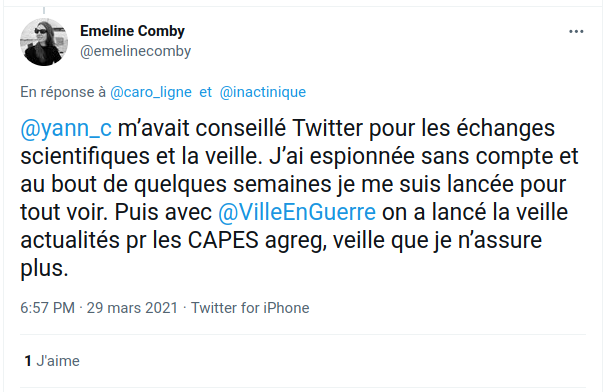 Emeline Comby
@emelinecomby
En réponse à @caro_ligne et @inactinique
@yann_c m’avait conseillé Twitter pour les échanges
scientifiques et la veille. J’ai espionnée sans compte et
au bout de quelques semaines je me suis lancée pour
tout voir. Puis avec @VilleEnGuerre on a lancé la veille
actualités pr les CAPES agreg, veille que je n’assure
plus.
6:57 PM · 29 mars 2021 · Twitter for iPhone
1 J'aime